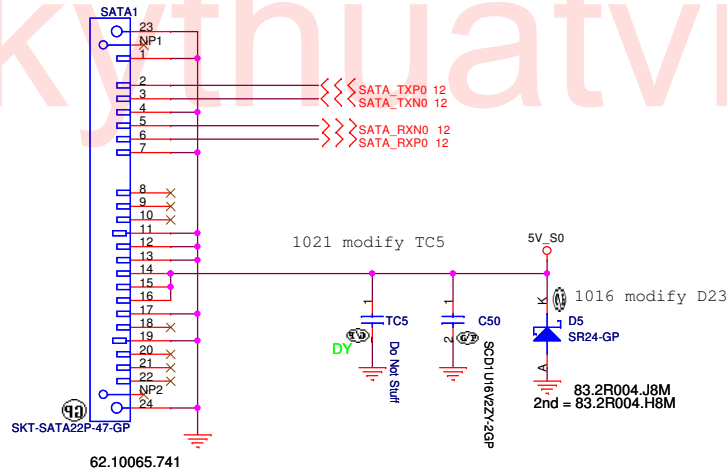 kythuatvi
SATA1
23
NP1
1
2
SATA_TXP0 12
3
SATA_TXN0 12
4
5
SATA_RXN0 12
6
SATA_RXP0 12
7
8
9
10
11
12
13
14
15
16
17
18
19
20
21
22
NP2
24
SKT-SATA22P-47-GP
62.10065.741
1021 modify TC5
5V_S0
1016 modify D23
1
TC5
DY
Do Not Stuff
1
C50
2
SCD1U16V2ZY-2GP
K
D5
SR24-GP
A
83.2R004.J8M
2nd = 83.2R004.H8M
GP